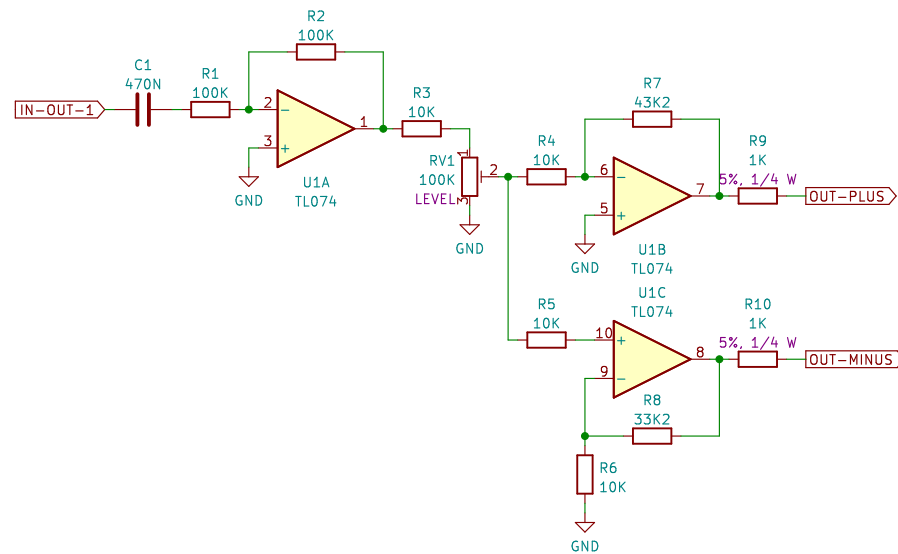 IN-OUT-1
C1
470N
R1
100K
R2
100K
2
3
1
GND
U1A
TL074
R3
10K
RV1
100K
LEVEL
1
2
3
GND
R4
10K
R7
43K2
6
5
7
GND
U1B
TL074
R9
1K
5%, 1/4 W
OUT-PLUS
U1C
TL074
R5
10K
10
9
8
R10
1K
5%, 1/4 W
OUT-MINUS
R8
33K2
R6
10K
GND